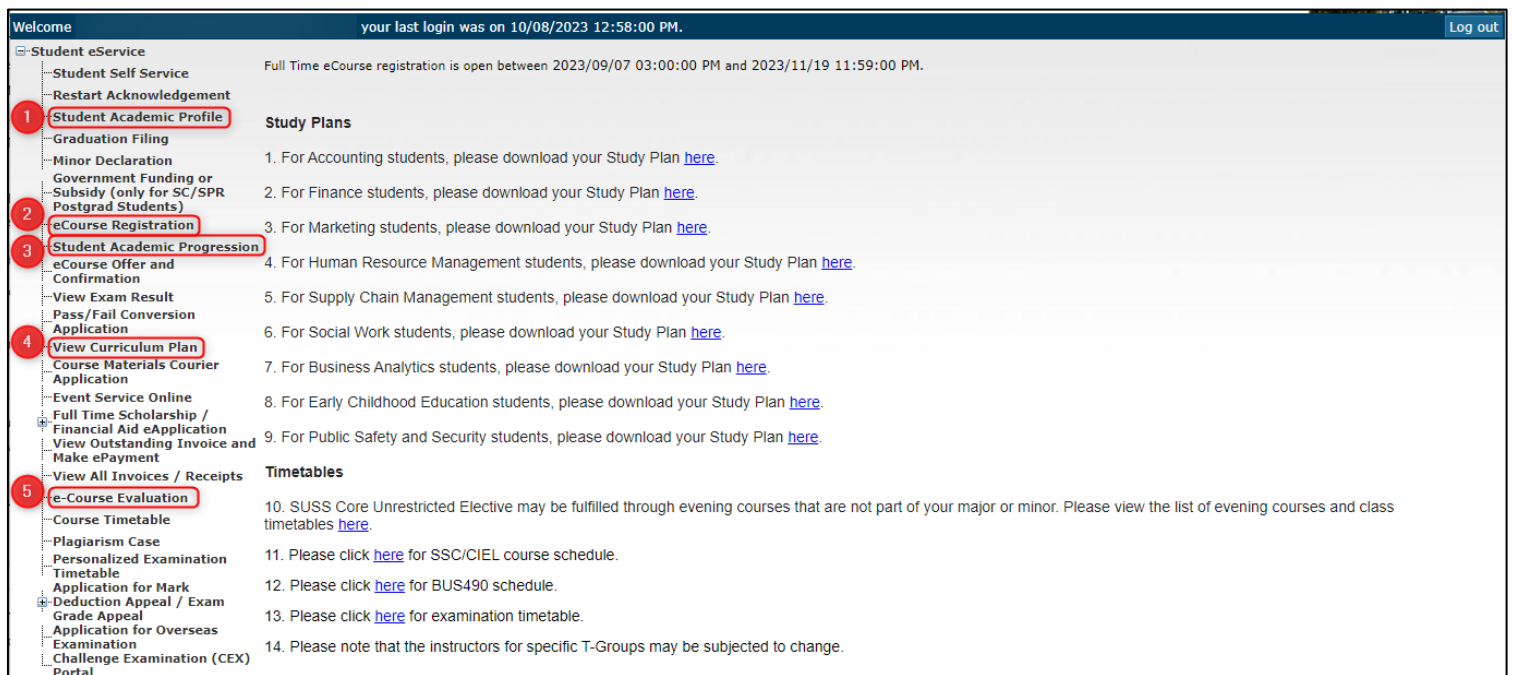 Welcome
your last login was on 10/08/2023 12:58:00 PM.
Log out
Student eService
Student Self Service
Restart Acknowledgement
1
Student Academic Profile
Graduation Filing
Minor Declaration
Government Funding or
Subsidy (only for SC/SPR
Postgrad Students)
2
eCourse Registration
3
Student Academic Progression
eCourse Offer and
Confirmation
View Exam Result
Pass/Fail Conversion
Application
4
View Curriculum Plan
Course Materials Courier
Application
Event Service Online
Full Time Scholarship /
Financial Aid eApplication
View Outstanding Invoice and
Make ePayment
View All Invoices / Receipts
5
e-Course Evaluation
Course Timetable
Plagiarism Case
Personalized Examination
Timetable
Application for Mark
Deduction Appeal / Exam
Grade Appeal
Application for Overseas
Examination
Challenge Examination (CEX)
Portal
Full Time eCourse registration is open between 2023/09/07 03:00:00 PM and 2023/11/19 11:59:00 PM.
Study Plans
1. For Accounting students, please download your Study Plan here.
2. For Finance students, please download your Study Plan here.
3. For Marketing students, please download your Study Plan here.
4. For Human Resource Management students, please download your Study Plan here.
5. For Supply Chain Management students, please download your Study Plan here.
6. For Social Work students, please download your Study Plan here.
7. For Business Analytics students, please download your Study Plan here.
8. For Early Childhood Education students, please download your Study Plan here.
9. For Public Safety and Security students, please download your Study Plan here.
Timetables
10. SUSS Core Unrestricted Elective may be fulfilled through evening courses that are not part of your major or minor. Please view the list of evening courses and class
timetables here.
11. Please click here for SSC/CIEL course schedule.
12. Please click here for BUS490 schedule.
13. Please click here for examination timetable.
14. Please note that the instructors for specific T-Groups may be subjected to change.